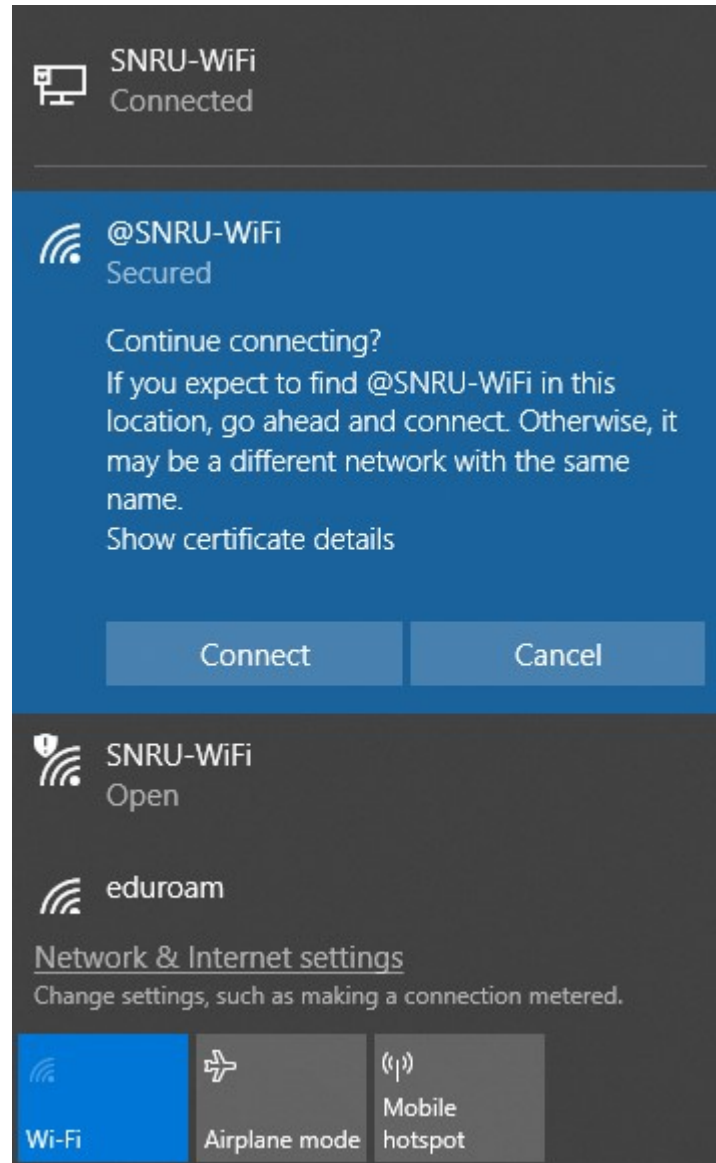 SNRU-WiFi
Connected
@SNRU-WiFi
Secured
Continue connecting?
If you expect to find @SNRU-WiFi in this
location, go ahead and connect. Otherwise, it
may be a different network with the same
name.
Show certificate details
Connect Cancel
SNRU-WiFi
Open
eduroam
Network & Internet settings
Change settings, such as making a connection metered.
Wi-Fi Airplane mode Mobile
hotspot